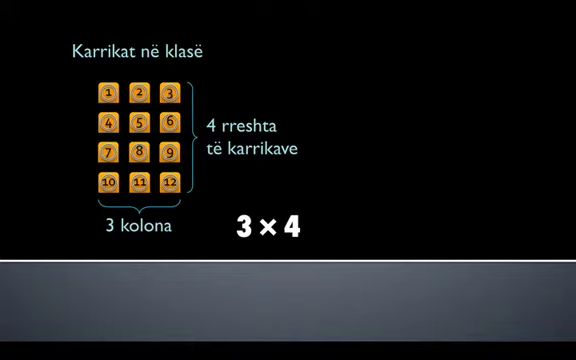 Karrikat në klasë
1 2 3
4 5 6
7 8 9
10 11 12
4 rreshta
të karrikave
3 kolona
3 × 4